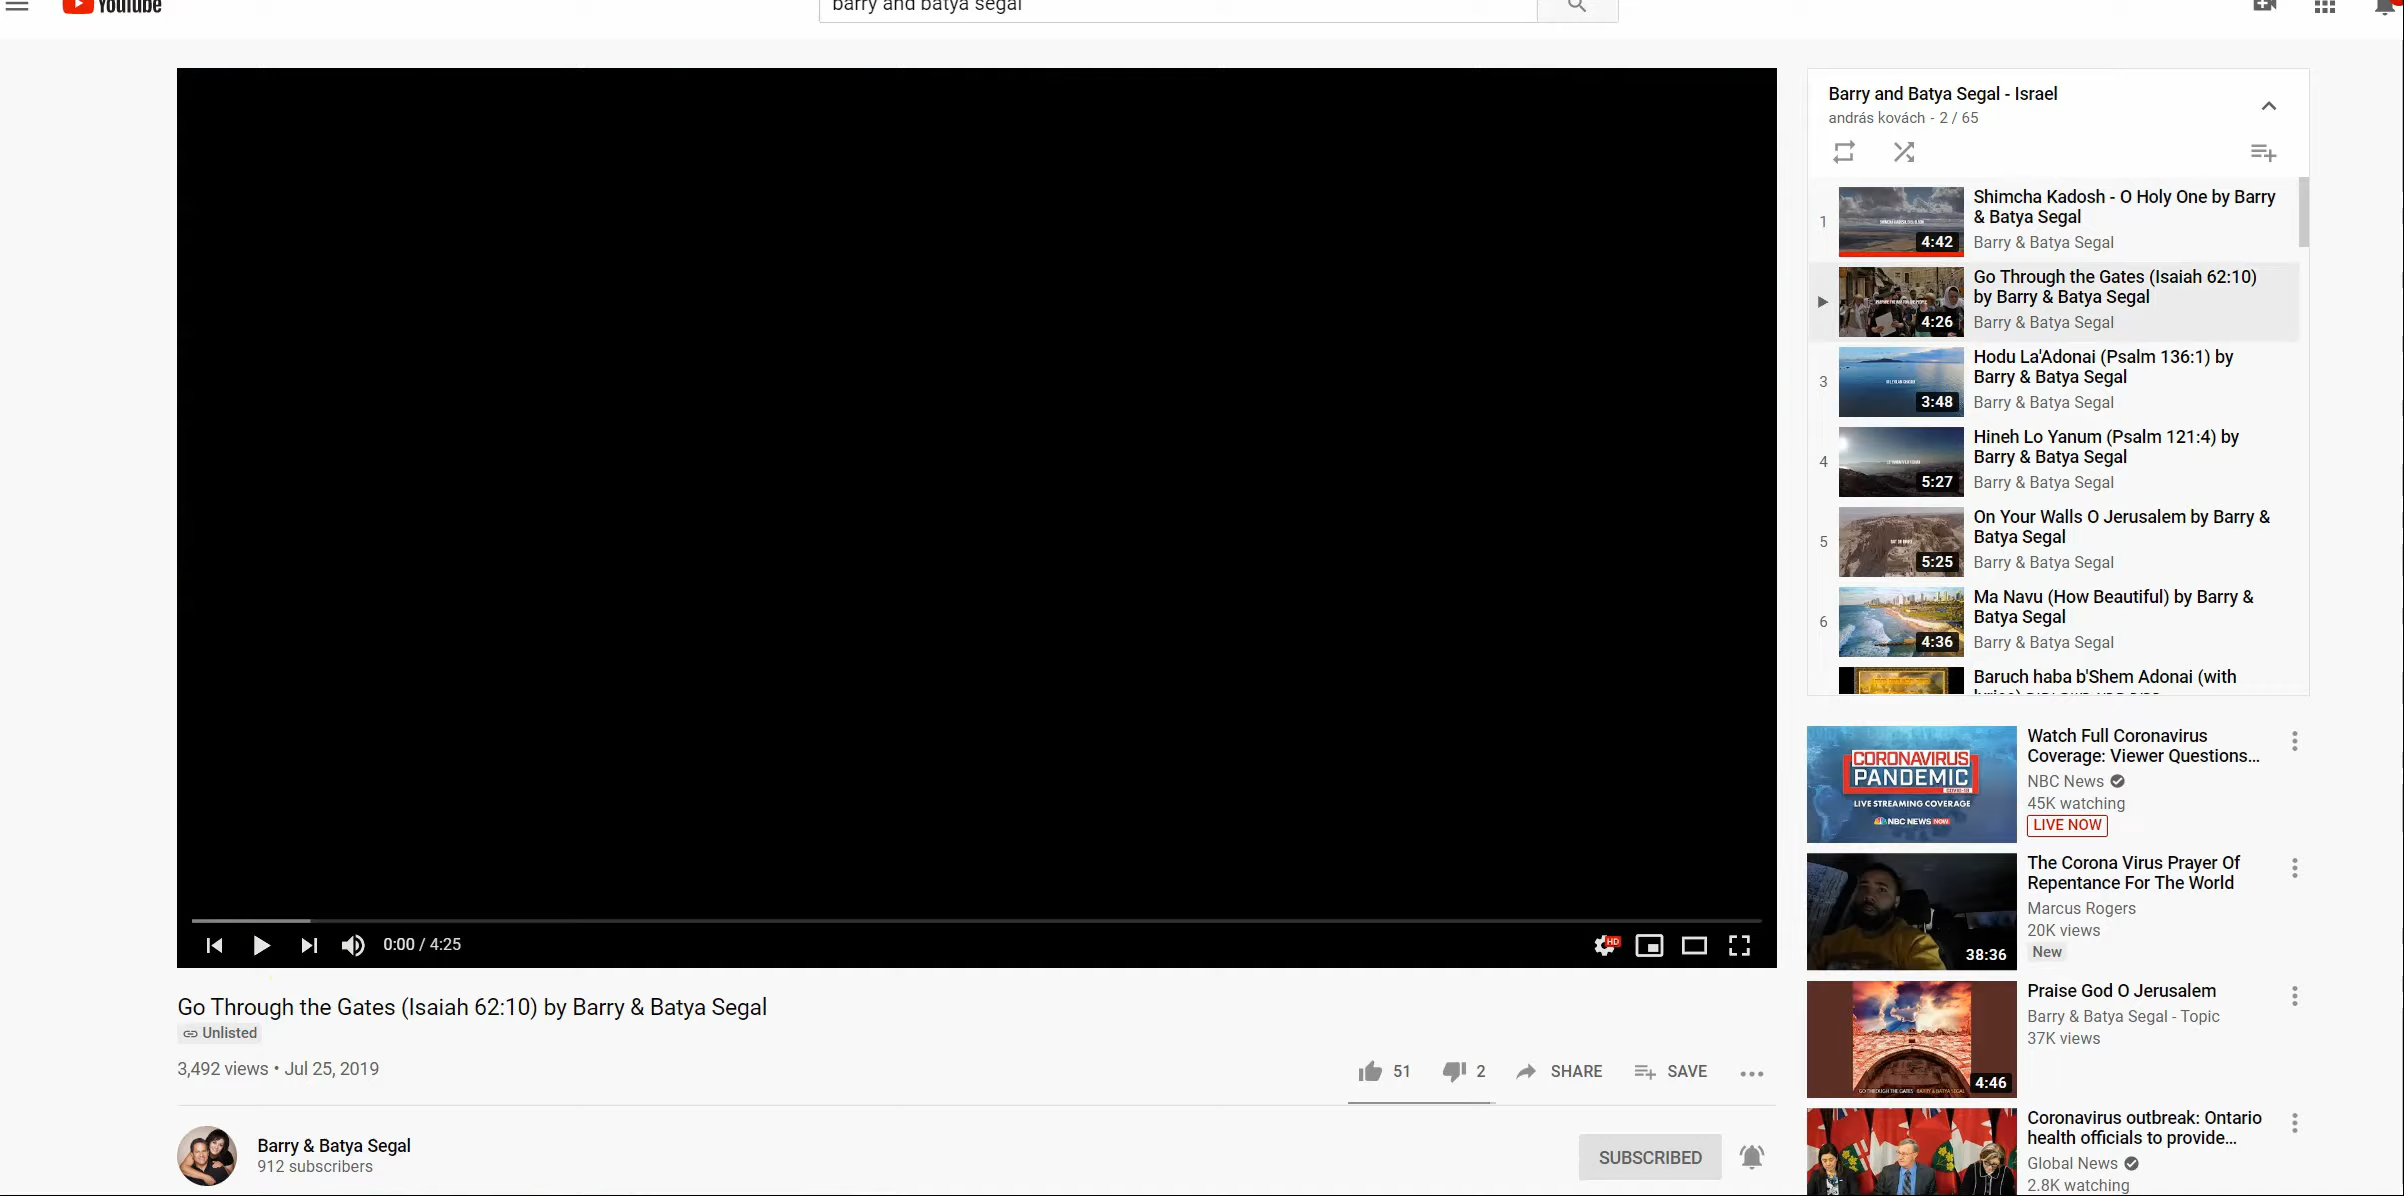 YouTube
barry and batya segal
Barry and Batya Segal - Israel
andrás kovách - 2 / 65
1
4:42
Shimcha Kadosh - O Holy One by Barry
& Batya Segal
Barry & Batya Segal
4:26
Go Through the Gates (Isaiah 62:10)
by Barry & Batya Segal
Barry & Batya Segal
3
3:48
Hodu La'Adonai (Psalm 136:1) by
Barry & Batya Segal
Barry & Batya Segal
4
5:27
Hineh Lo Yanum (Psalm 121:4) by
Barry & Batya Segal
Barry & Batya Segal
5
5:25
On Your Walls O Jerusalem by Barry &
Batya Segal
Barry & Batya Segal
6
4:36
Ma Navu (How Beautiful) by Barry &
Batya Segal
Barry & Batya Segal
Baruch haba b'Shem Adonai (with
CORONAVIRUS
PANDEMIC
LIVE STREAMING COVERAGE
NBC NEWS NOW
Watch Full Coronavirus
Coverage: Viewer Questions...
NBC News
45K watching
LIVE NOW
38:36
The Corona Virus Prayer Of
Repentance For The World
Marcus Rogers
20K views
New
GO THROUGH THE GATES BARRY & BATYA SEGAL
4:46
Praise God O Jerusalem
Barry & Batya Segal - Topic
37K views
Coronavirus outbreak: Ontario
health officials to provide...
Global News
2.8K watching
0:00 / 4:25
HD
Go Through the Gates (Isaiah 62:10) by Barry & Batya Segal
Unlisted
3,492 views • Jul 25, 2019
51
2
SHARE
SAVE
Barry & Batya Segal
912 subscribers
SUBSCRIBED